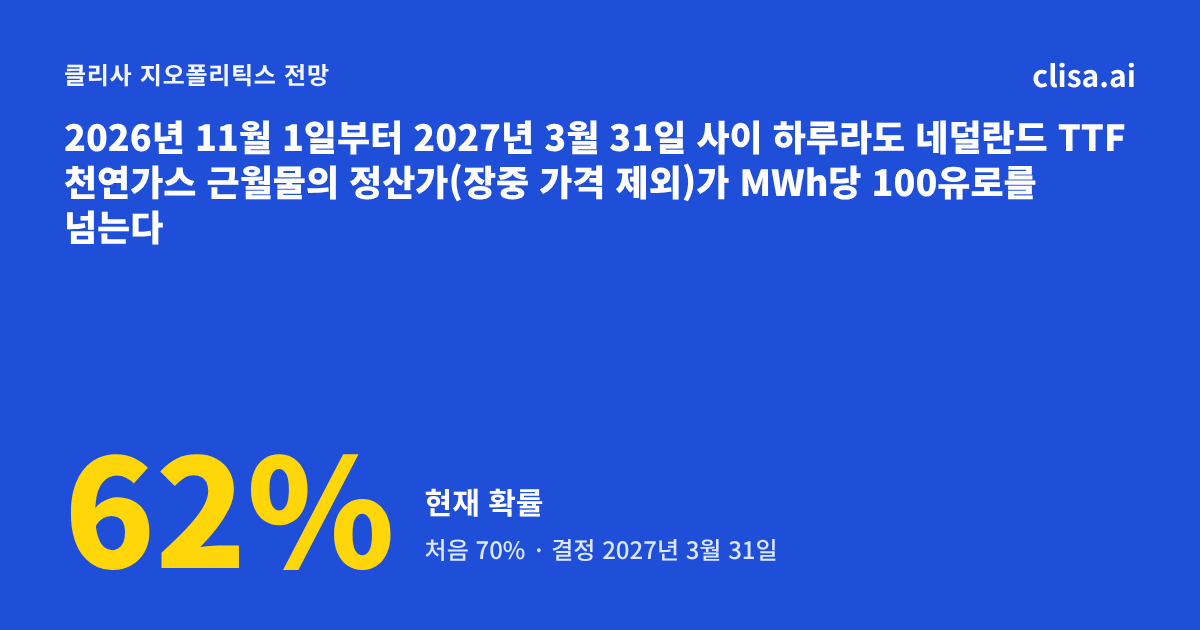 클리사 지오폴리틱스 전망
clisa.ai
2026년 11월 1일부터 2027년 3월 31일 사이 하루라도 네덜란드 TTF
천연가스 근월물의 정산가(장중 가격 제외)가 MWh당 100유로를
넘는다
62%
현재 확률
처음 70% · 결정 2027년 3월 31일